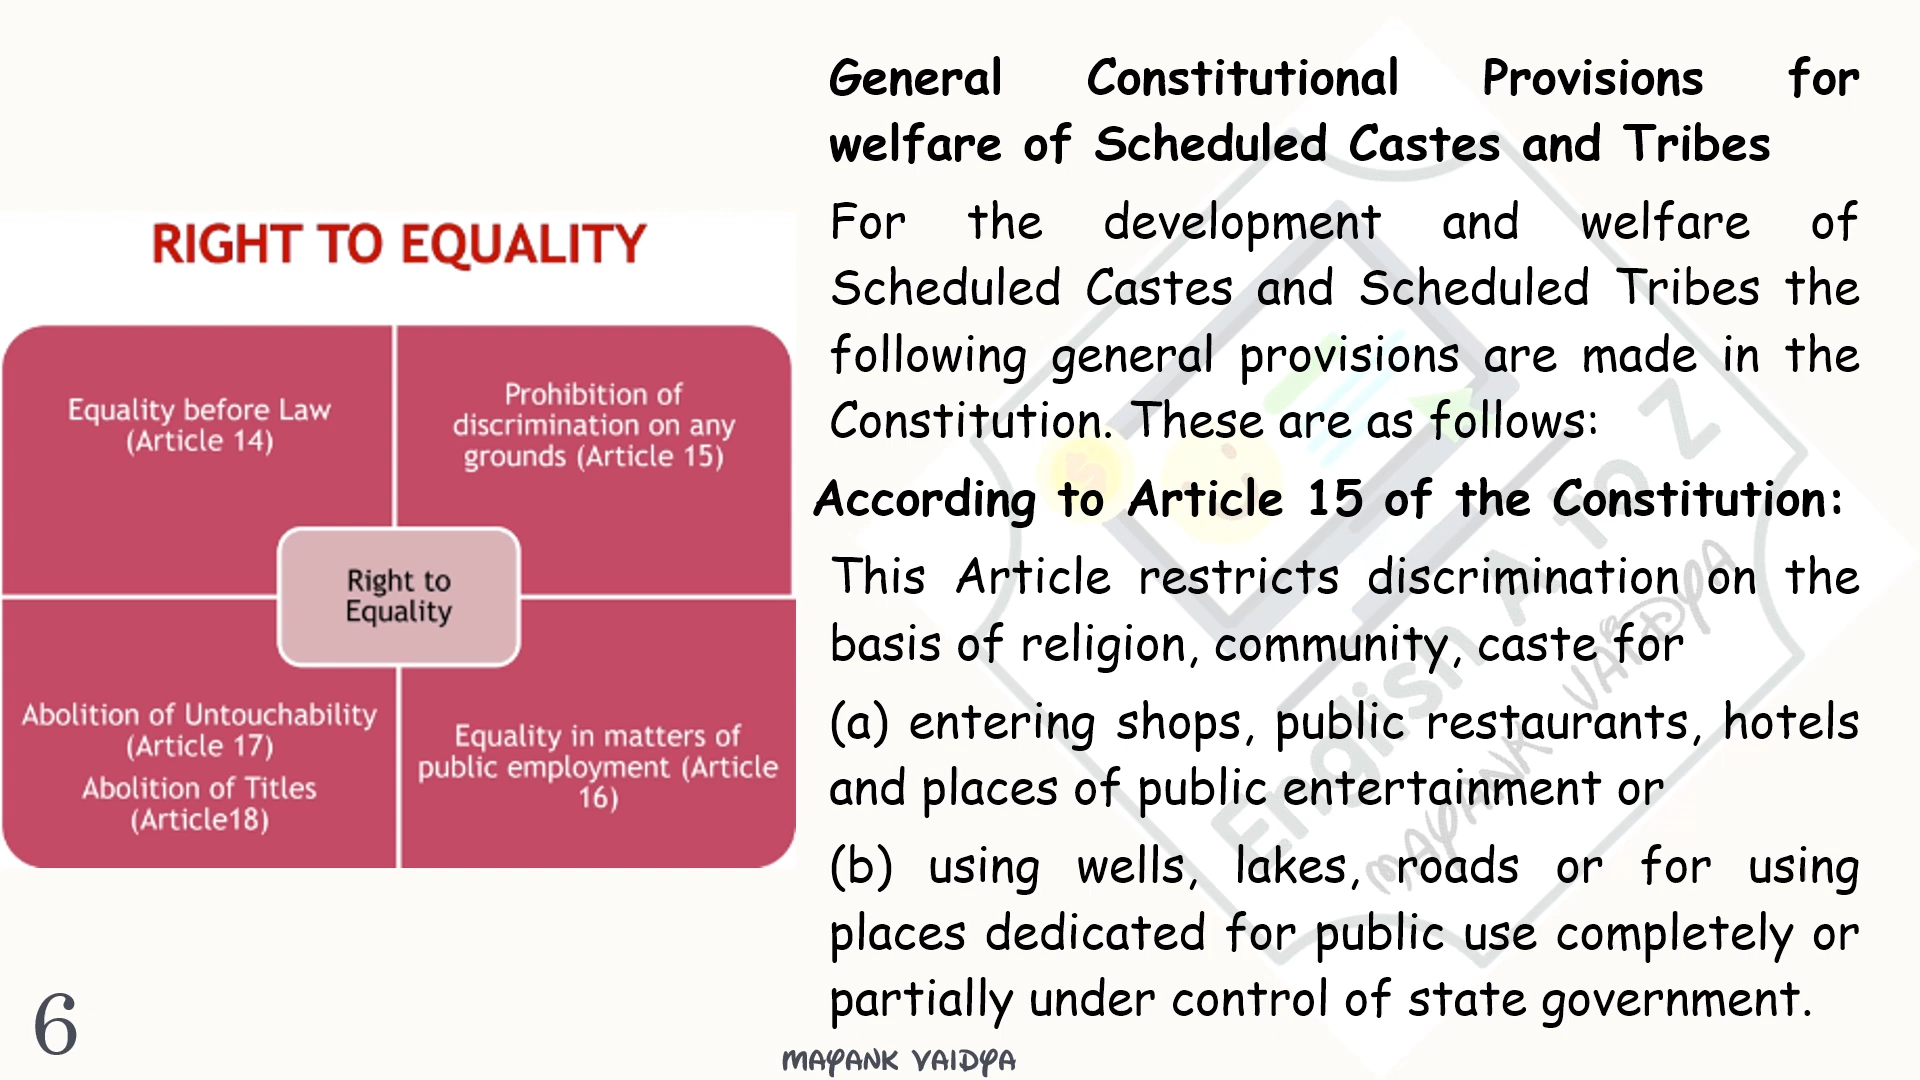 RIGHT TO EQUALITY
Equality before Law
(Article 14)
Prohibition of
discrimination on any
grounds (Article 15)
Right to
Equality
Abolition of Untouchability
(Article 17)
Abolition of Titles
(Article18)
Equality in matters of
public employment (Article
16)
General Constitutional Provisions for
welfare of Scheduled Castes and Tribes
For the development and welfare of
Scheduled Castes and Scheduled Tribes the
following general provisions are made in the
Constitution. These are as follows:
According to Article 15 of the Constitution:
This Article restricts discrimination on the
basis of religion, community, caste for
(a) entering shops, public restaurants, hotels
and places of public entertainment or
(b) using wells, lakes, roads or for using
places dedicated for public use completely or
partially under control of state government.
English A To Z
@
MAYANK VAIDYA
6
MAYANK VAIDYA